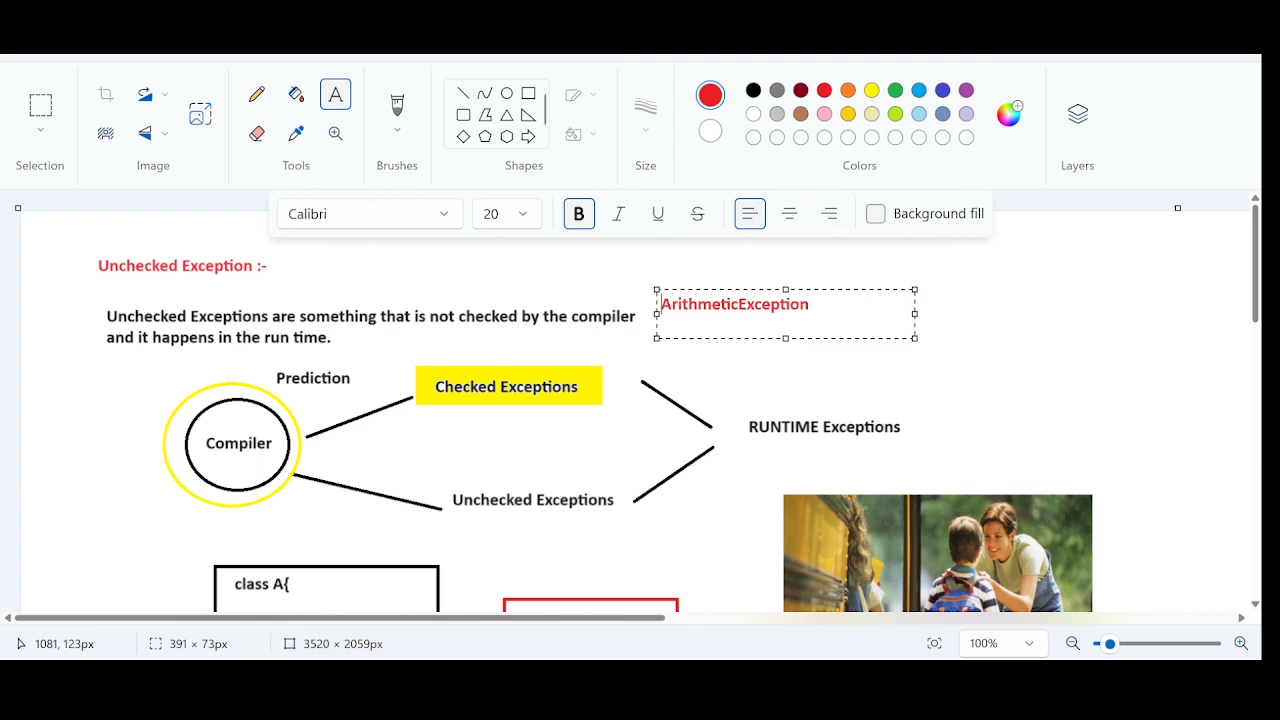 Selection
Image
Tools
Brushes
Shapes
Size
Colors
Layers
Calibri
20
B
I
U
S
Background fill
Unchecked Exception :-
ArithmeticException
Unchecked Exceptions are something that is not checked by the compiler
and it happens in the run time.
Prediction
Checked Exceptions
Compiler
RUNTIME Exceptions
Unchecked Exceptions
class A{
1081, 123px
391 × 73px
3520 × 2059px
100%